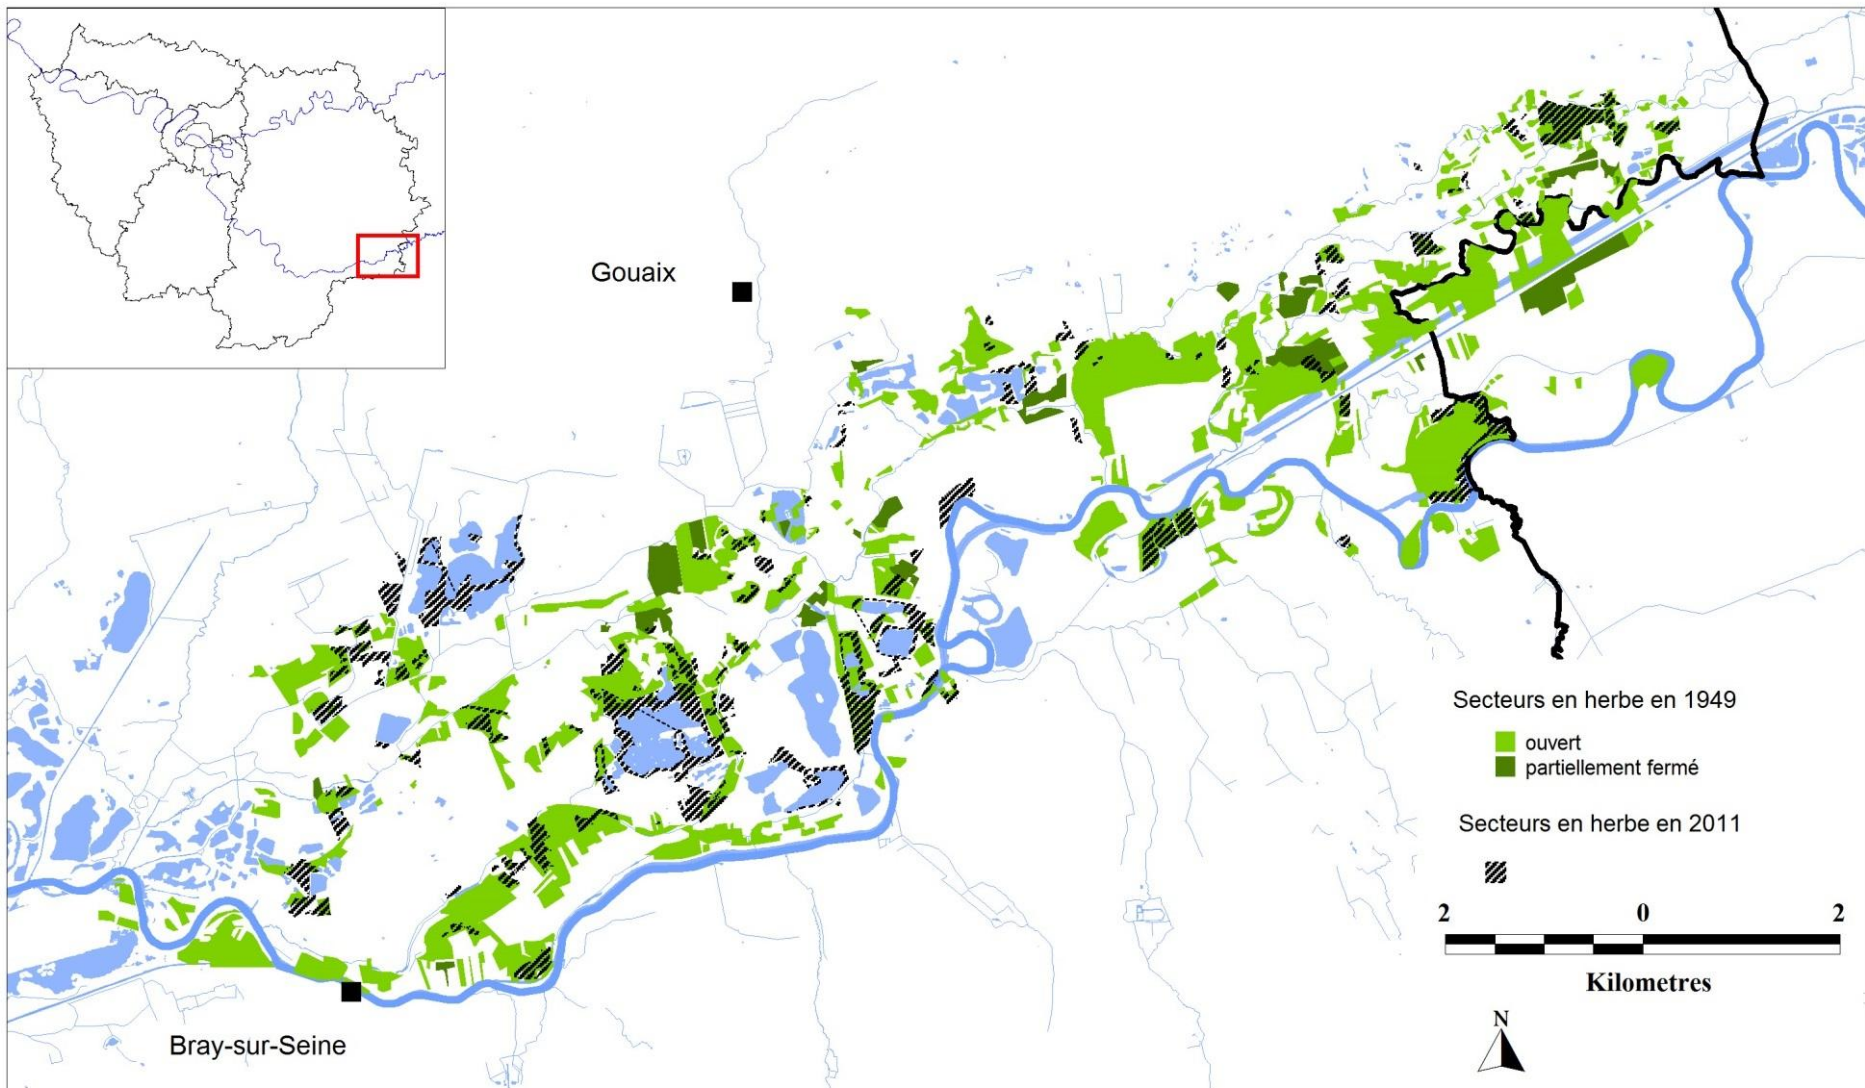 Gouaix
Secteurs en herbe en 1949
ouvert
partiellement fermé
Secteurs en herbe en 2011
2 0 2
Kilometres
N
Bray-sur-Seine